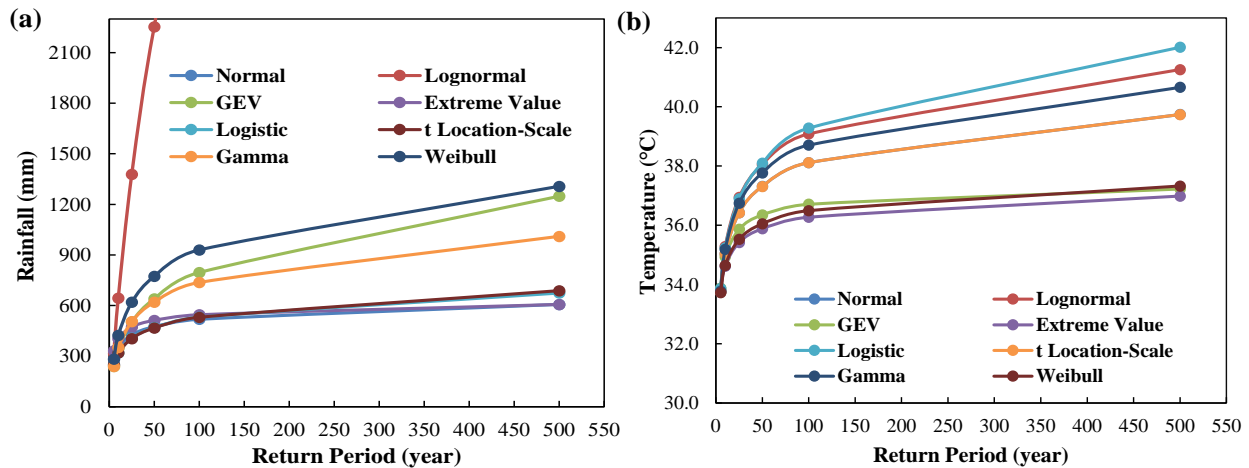 (a)
Rainfall (mm)
2100
1800
1500
1200
900
600
300
0
Normal
Lognormal
GEV
Extreme Value
Logistic
t Location-Scale
Gamma
Weibull
0 50 100 150 200 250 300 350 400 450 500 550
Return Period (year)
(b)
Temperature (°C)
42.0
40.0
38.0
36.0
34.0
32.0
30.0
Normal
Lognormal
GEV
Extreme Value
Logistic
t Location-Scale
Gamma
Weibull
0 50 100 150 200 250 300 350 400 450 500 550
Return Period (year)